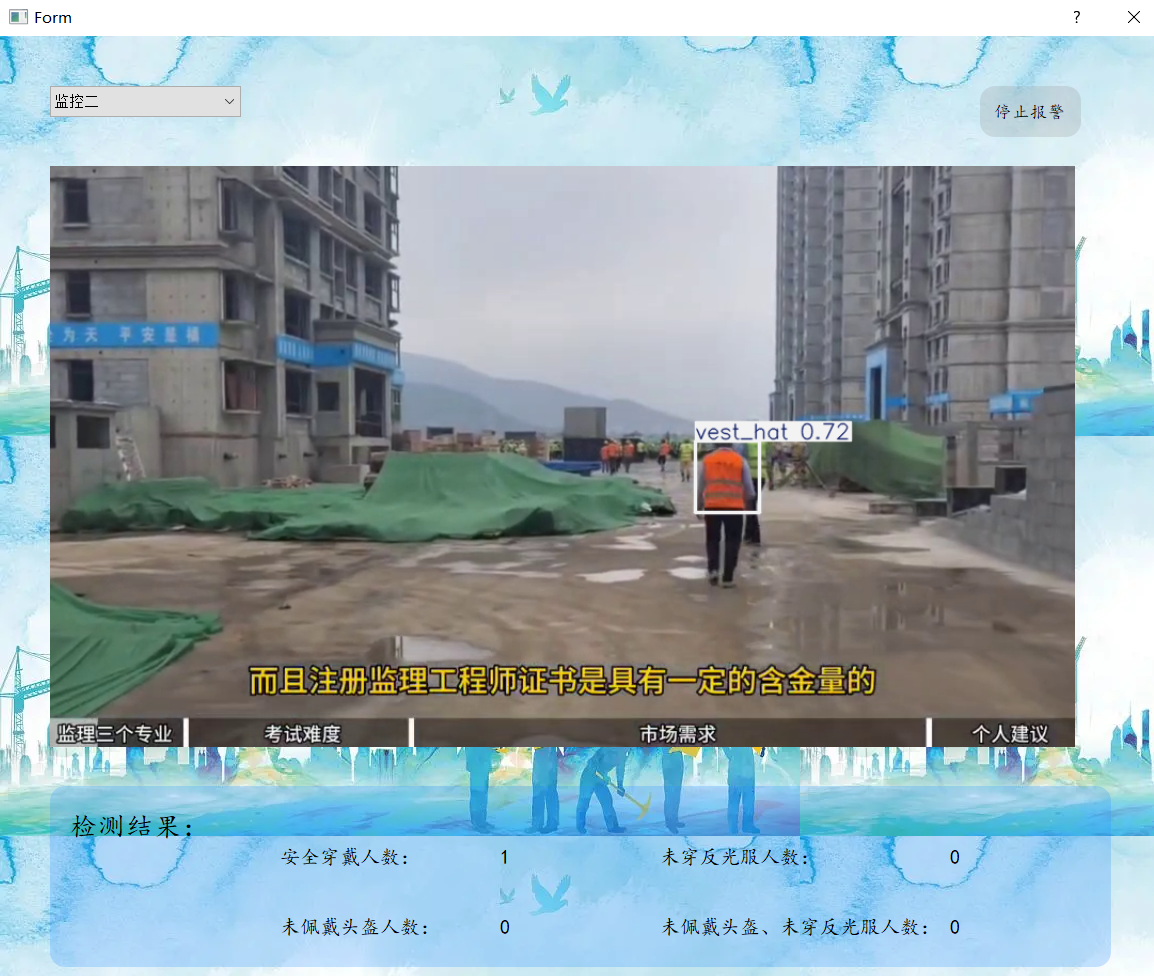 Form
?
监控二
停止报警
为天 平安是福
vest_hat 0.72
而且注册监理工程师证书是具有一定的含金量的
监理三个专业
考试难度
市场需求
个人建议
检测结果：
安全穿戴人数： 1
未穿反光服人数： 0
未佩戴头盔人数： 0
未佩戴头盔、未穿反光服人数： 0